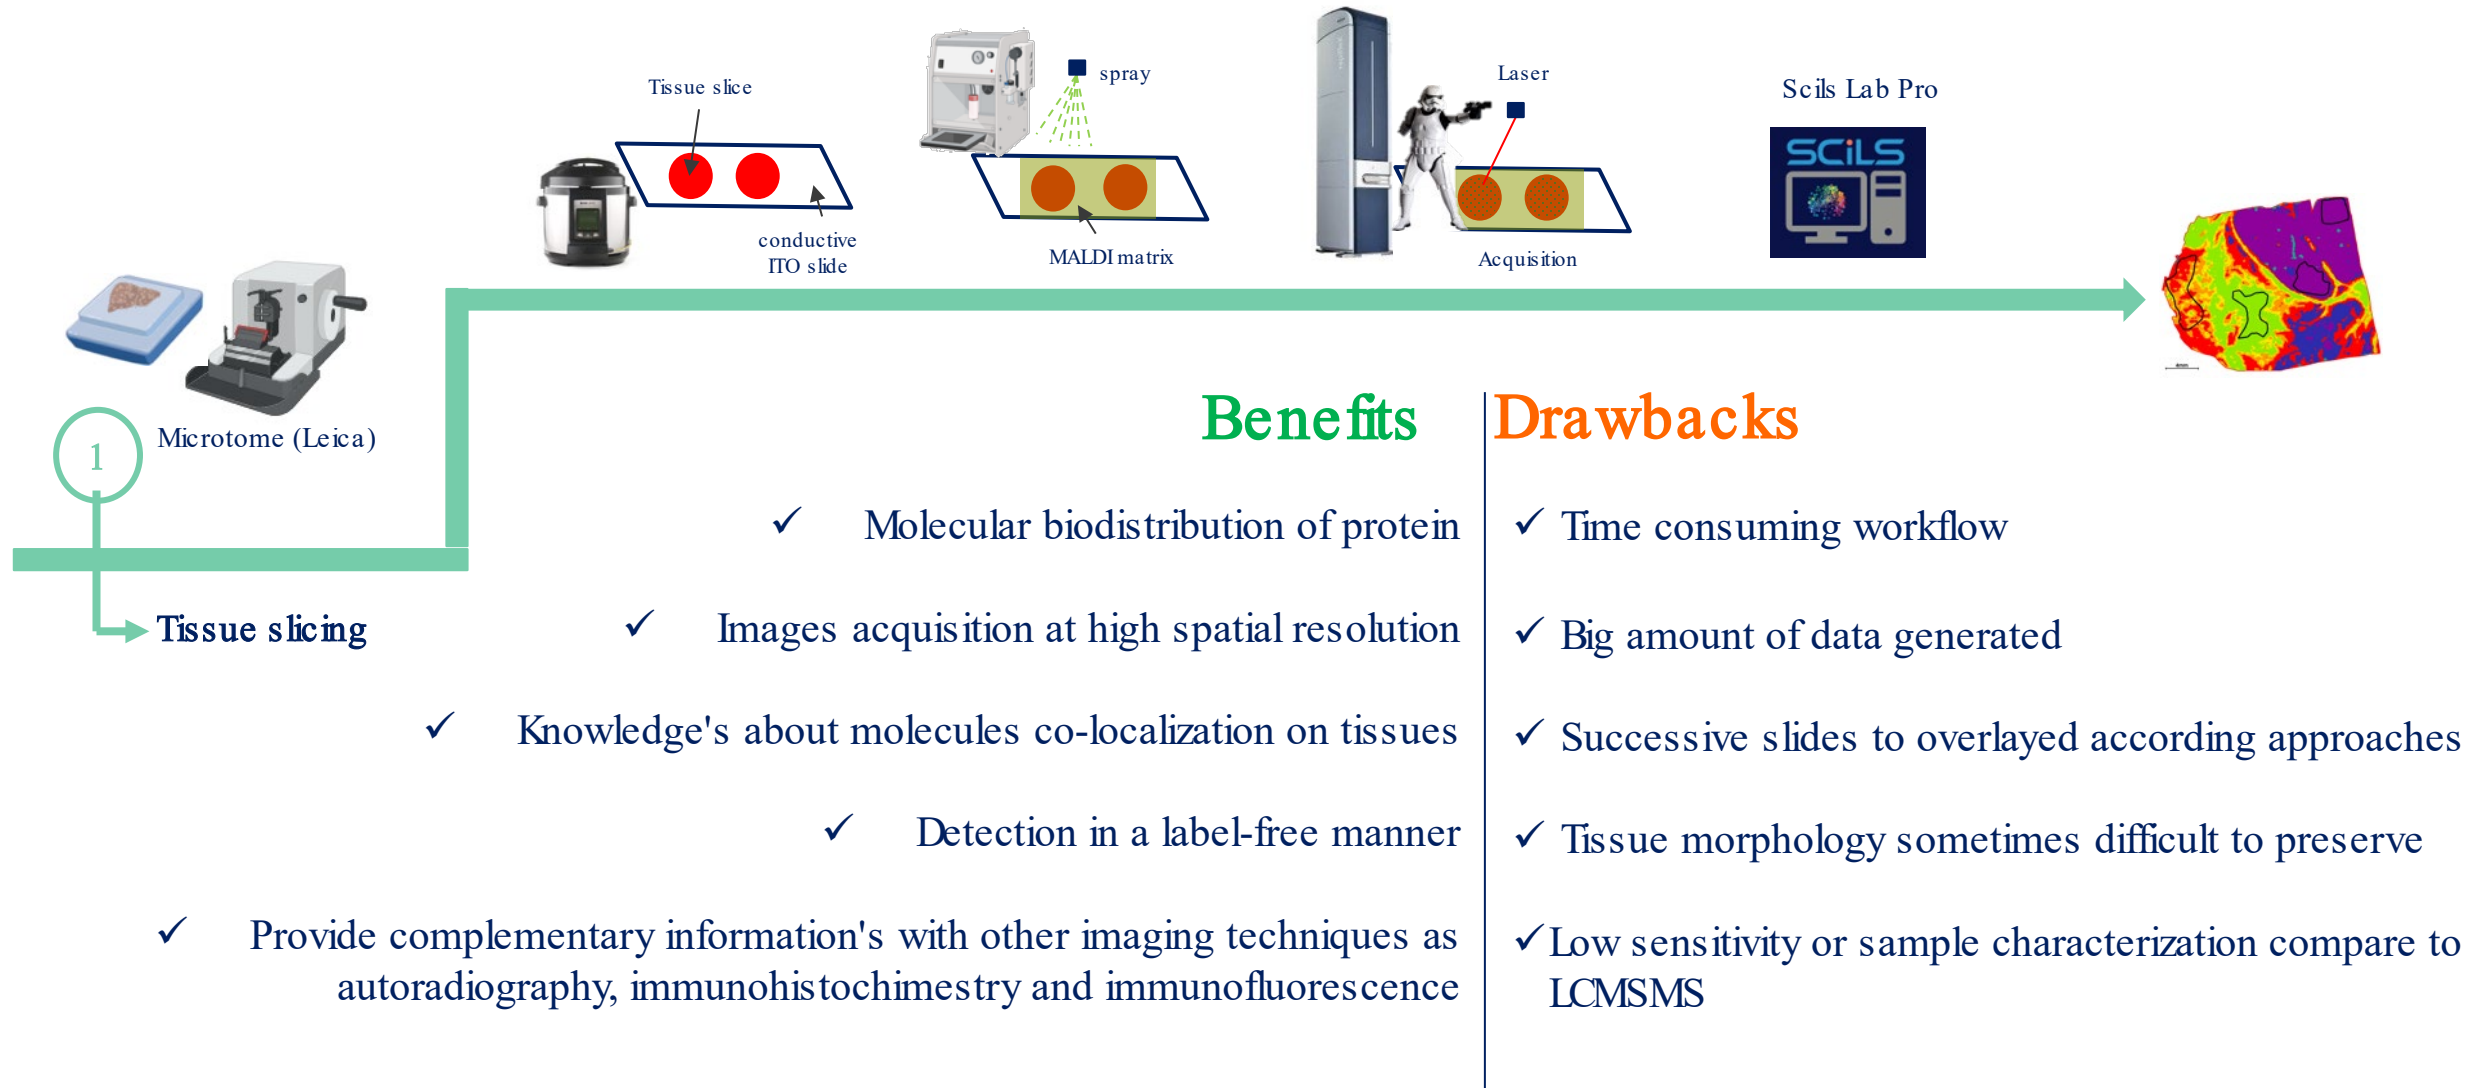 Tissue slice
conductive
ITO slide
spray
MALDI matrix
Laser
Acquisition
Scils Lab Pro
SCiLS
Microtome (Leica)
1
Tissue slicing
Benefits
✓ Molecular biodistribution of protein
✓ Images acquisition at high spatial resolution
✓ Knowledge's about molecules co-localization on tissues
✓ Detection in a label-free manner
✓ Provide complementary information's with other imaging techniques as
autoradiography, immunohistochimestry and immunofluorescence
Drawbacks
✓ Time consuming workflow
✓ Big amount of data generated
✓ Successive slides to overlayed according approaches
✓ Tissue morphology sometimes difficult to preserve
✓ Low sensitivity or sample characterization compare to
LCMSMS